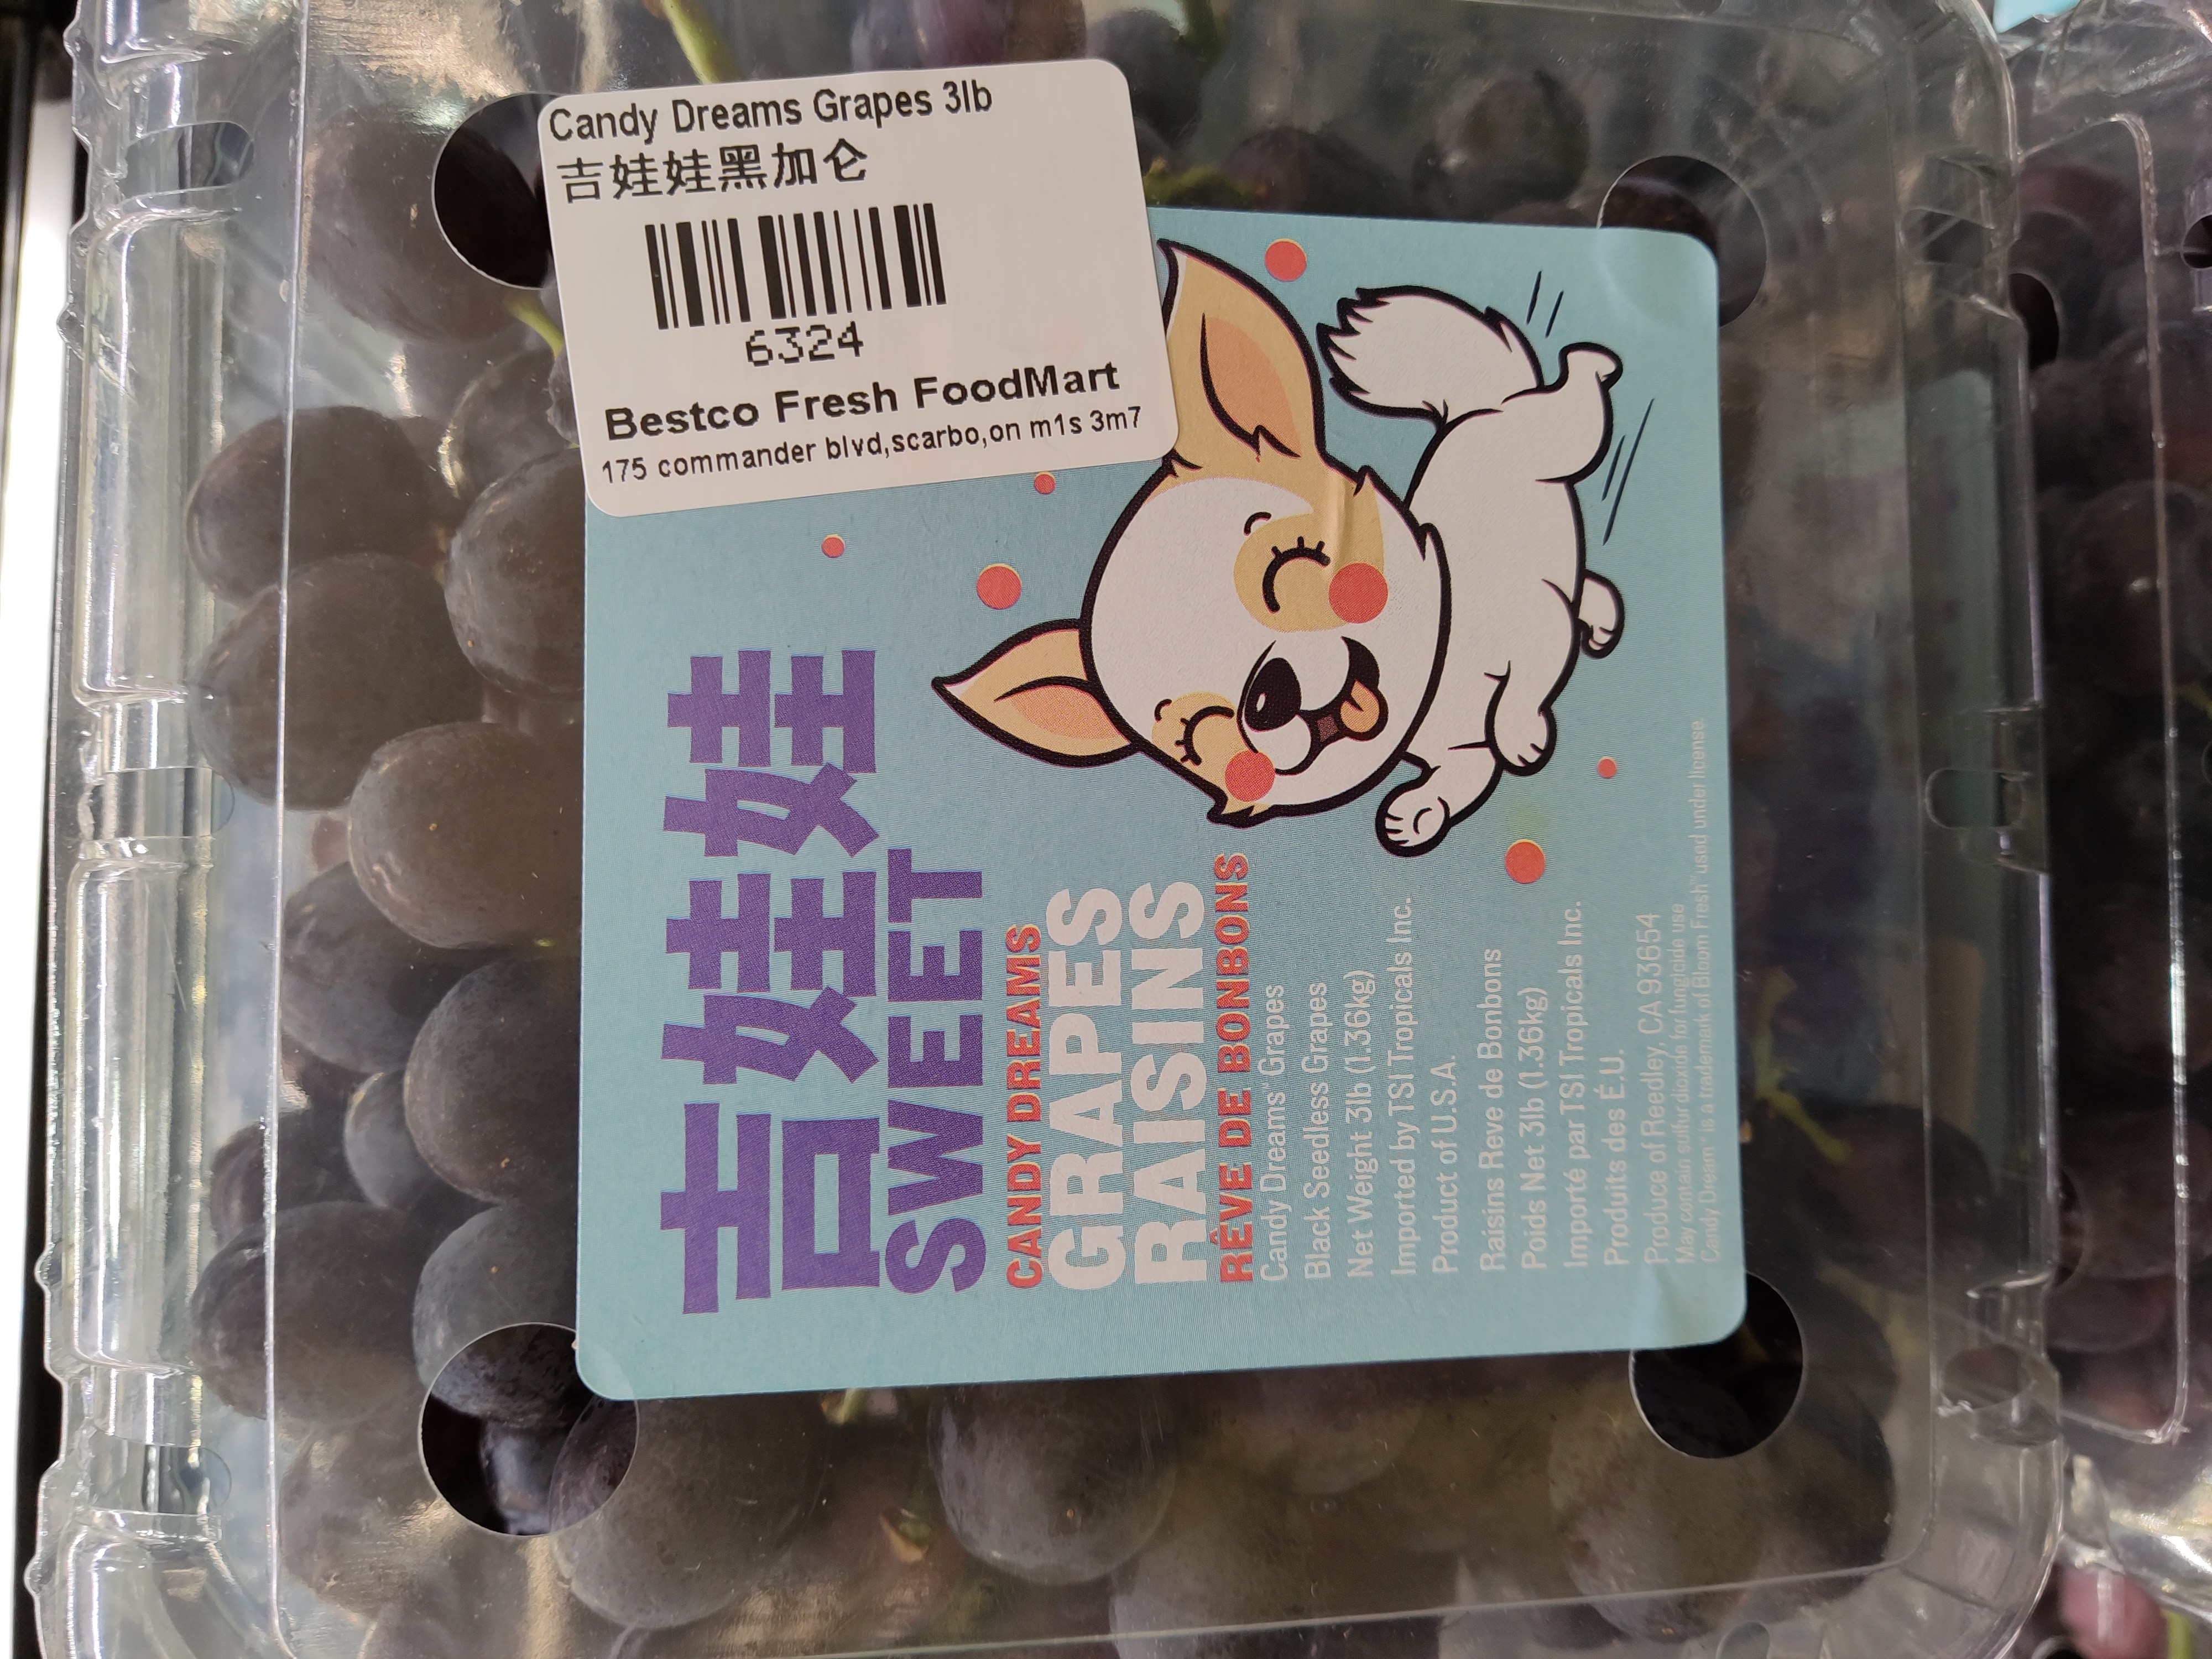 Candy Dreams Grapes 3lb
吉娃娃黑加仑
6324
Bestco Fresh FoodMart
175 commander blvd,scarbo,on m1s 3m7
吉娃娃
SWEET
CANDY DREAMS
GRAPES
RAISINS
RÊVE DE BONBONS
Candy Dreams™ Grapes
Black Seedless Grapes
Net Weight 3lb (1.36kg)
Imported by TSI Tropicals Inc.
Product of U.S.A.
Raisins Reve de Bonbons
Poids Net 3lb (1.36kg)
Importé par TSI Tropicals Inc.
Produits des É.U.
Produce of Reedley, CA 93654
May contain sulfur dioxide for fungicide use
Candy Dream™ is a trademark of Bloom Fresh™ used under license.